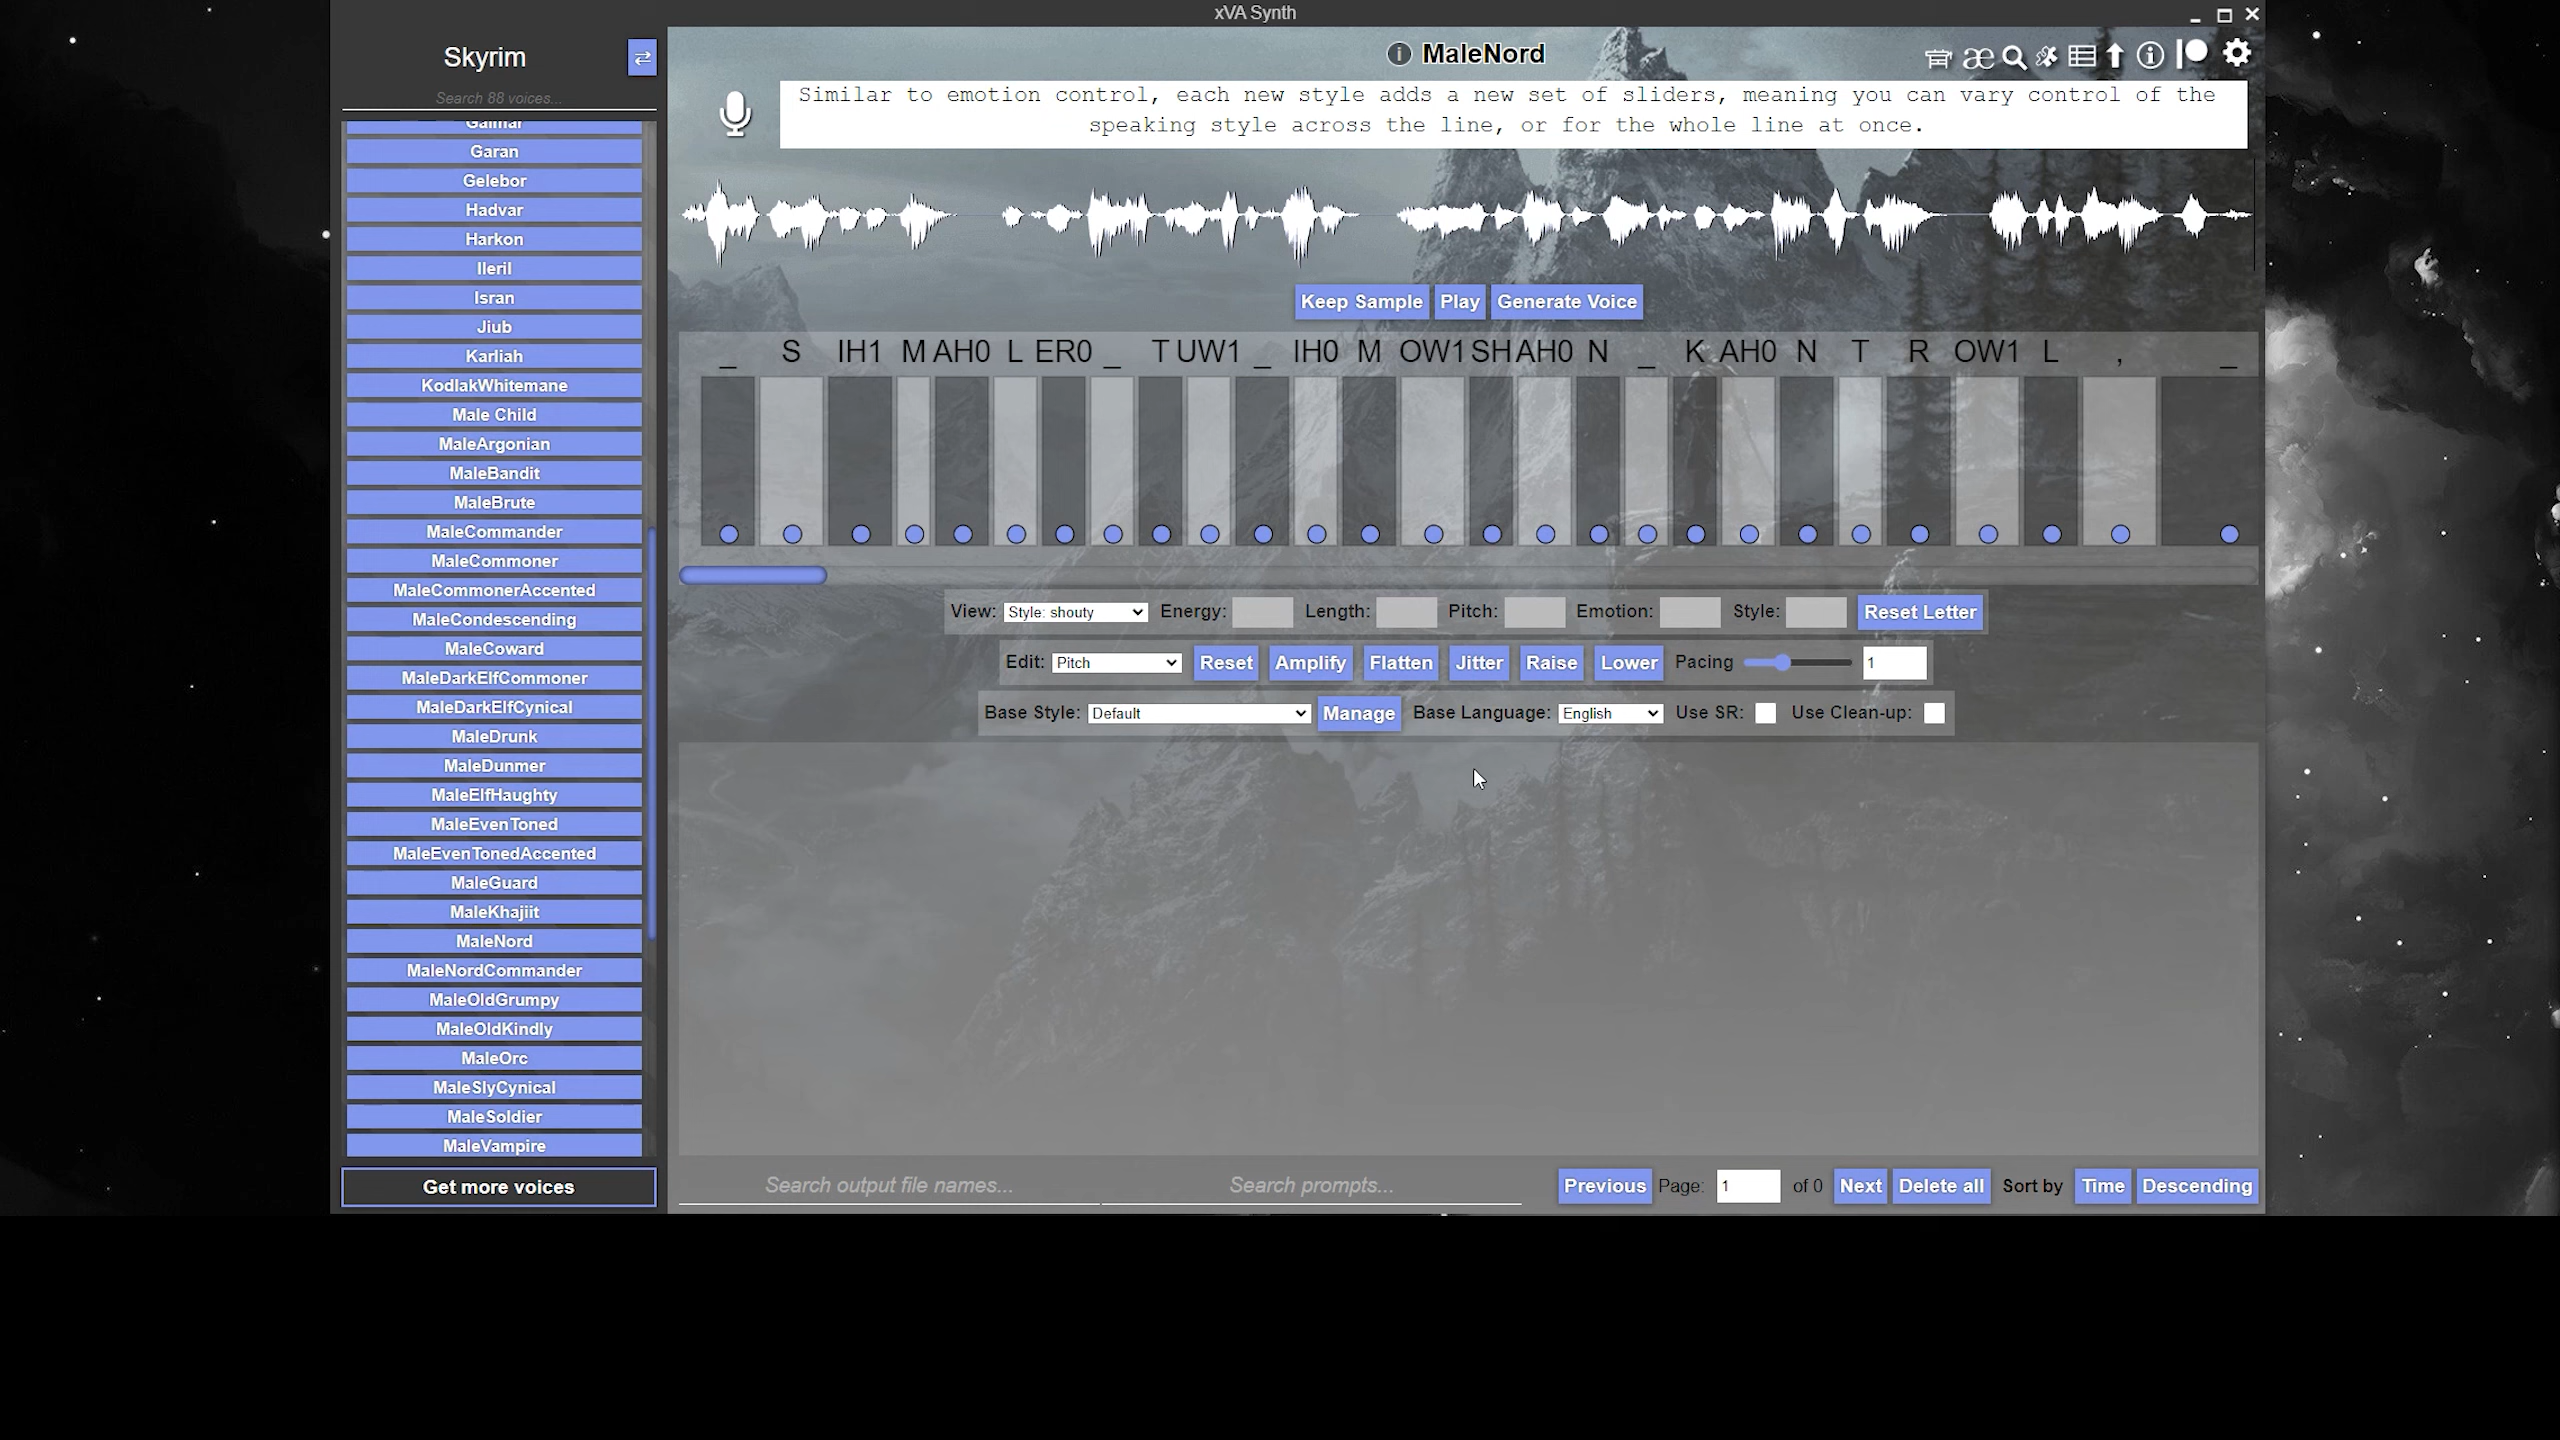 xVA Synth
Skyrim
Search 88 voices...
Galmar
Garan
Gelebor
Hadvar
Harkon
Ileril
Isran
Jiub
Karliah
KodlakWhitemane
Male Child
MaleArgonian
MaleBandit
MaleBrute
MaleCommander
MaleCommoner
MaleCommonerAccented
MaleCondescending
MaleCoward
MaleDarkElfCommoner
MaleDarkElfCynical
MaleDrunk
MaleDunmer
MaleElfHaughty
MaleEvenToned
MaleEvenTonedAccented
MaleGuard
MaleKhajiit
MaleNord
MaleNordCommander
MaleOldGrumpy
MaleOldKindly
MaleOrc
MaleSlyCynical
MaleSoldier
MaleVampire
Get more voices
i MaleNord
æ
Similar to emotion control, each new style adds a new set of sliders, meaning you can vary control of the
speaking style across the line, or for the whole line at once.
Keep Sample Play Generate Voice
_ S IH1 M AH0 L ER0 _ T UW1 _ IH0 M OW1 SH AH0 N _ K AH0 N T R OW1 L , _
View: Style: shouty Energy: Length: Pitch: Emotion: Style: Reset Letter
Edit: Pitch Reset Amplify Flatten Jitter Raise Lower Pacing 1
Base Style: Default Manage Base Language: English Use SR: Use Clean-up:
Search output file names... Search prompts... Previous Page: 1 of 0 Next Delete all Sort by Time Descending